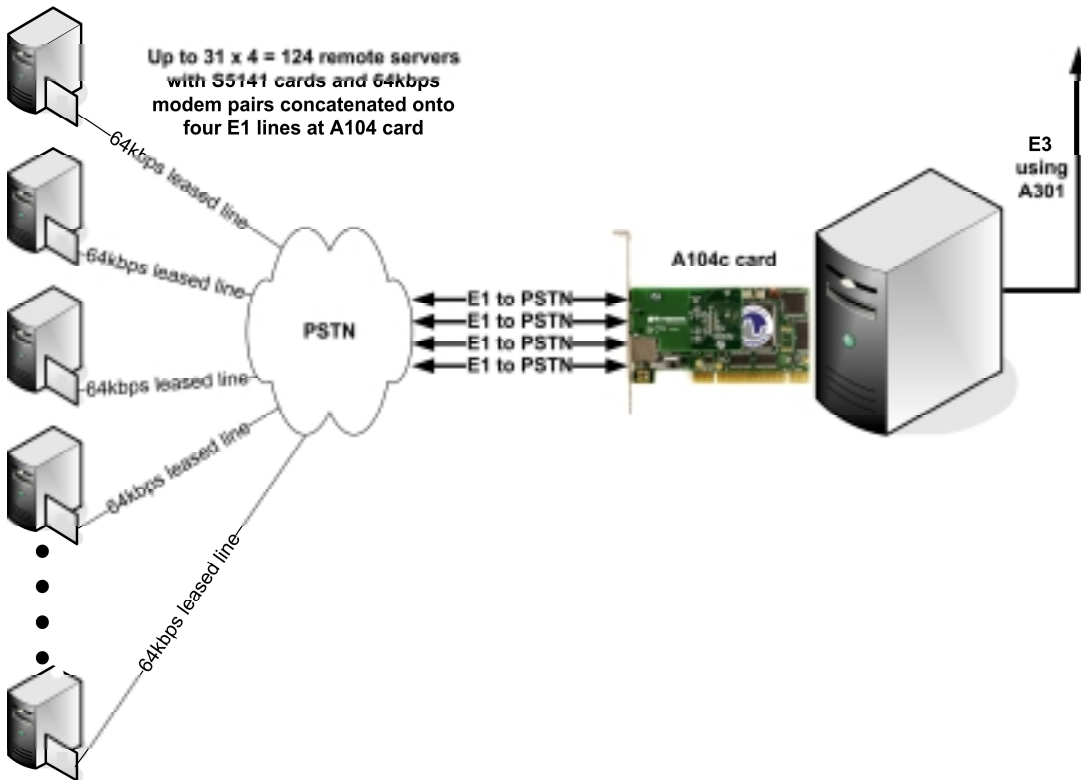 Up to 31 x 4 = 124 remote servers
with S5141 cards and 64kbps
modem pairs concatenated onto
four E1 lines at A104 card
64kbps leased line
64kbps leased line
64kbps leased line
64kbps leased line
64kbps leased line
PSTN
E1 to PSTN
E1 to PSTN
E1 to PSTN
E1 to PSTN
A104c card
E3
using
A301